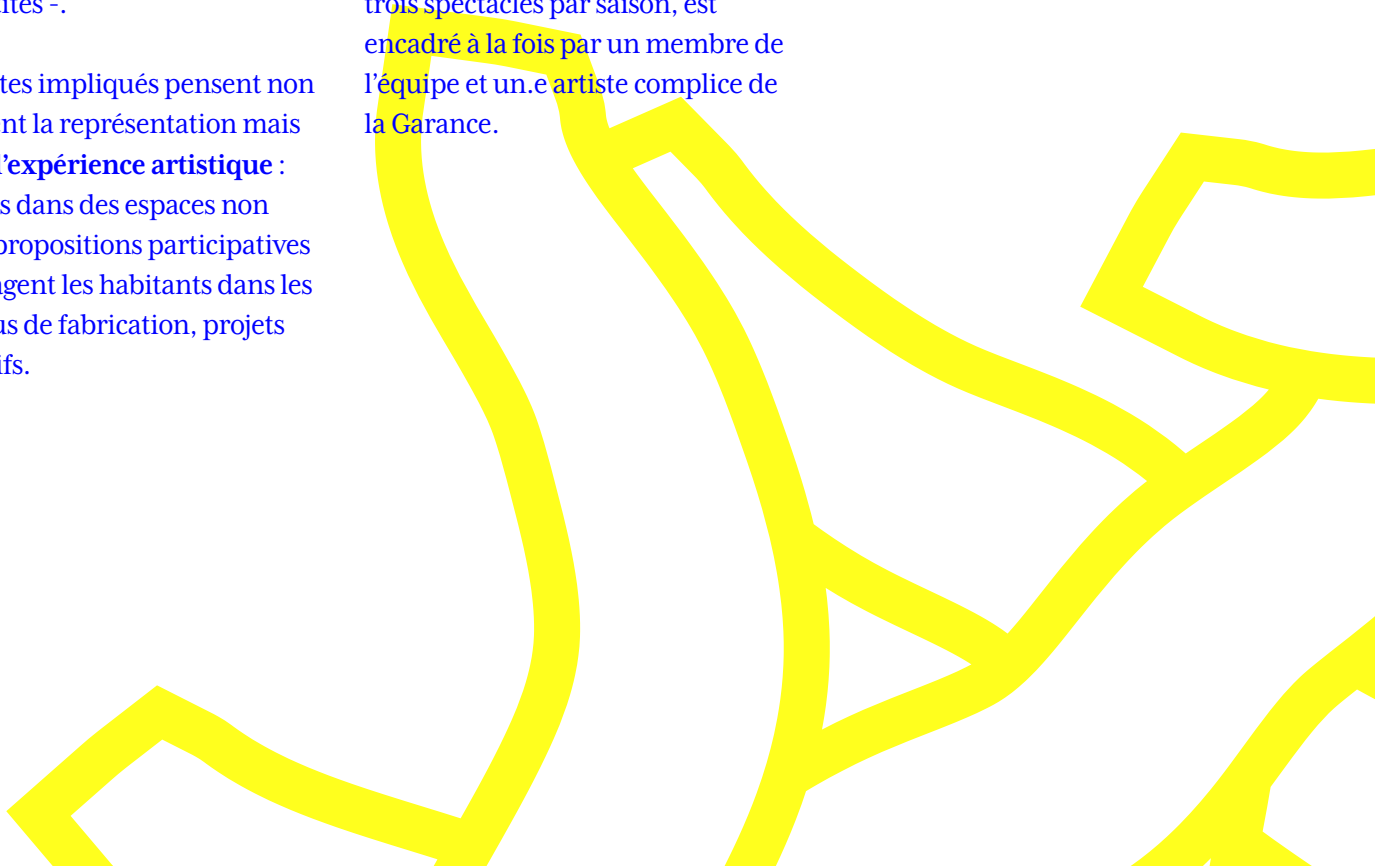 ités -.
tes impliqués pensent non
ent la représentation mais
l'expérience artistique :
s dans des espaces non
propositions participatives
gent les habitants dans les
us de fabrication, projets
ifs.
trois spectacles par saison, est
encadré à la fois par un membre de
l'équipe et un.e artiste complice de
la Garance.